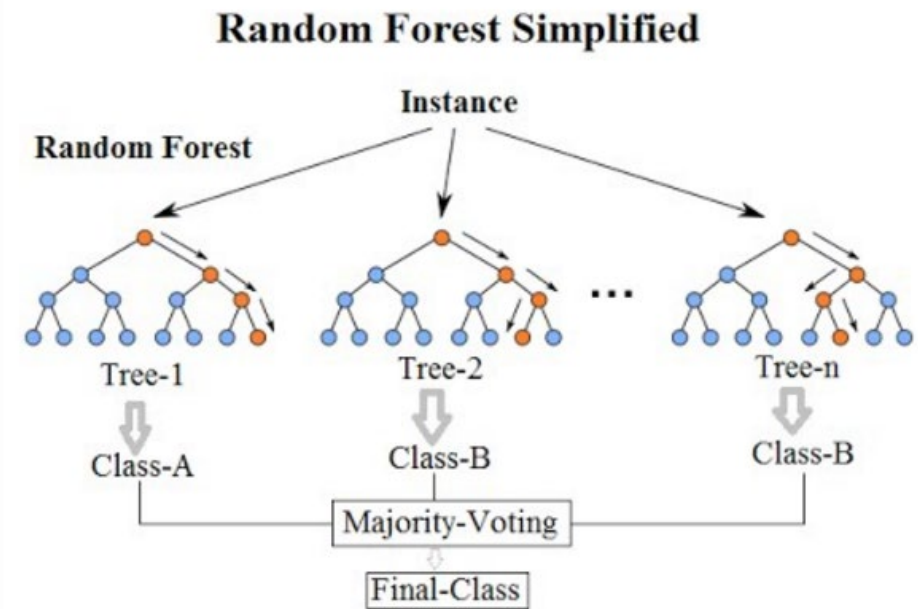 Random Forest Simplified
Instance
Random Forest
...
Tree-1
Tree-2
Tree-n
Class-A
Class-B
Class-B
Majority-Voting
Final-Class